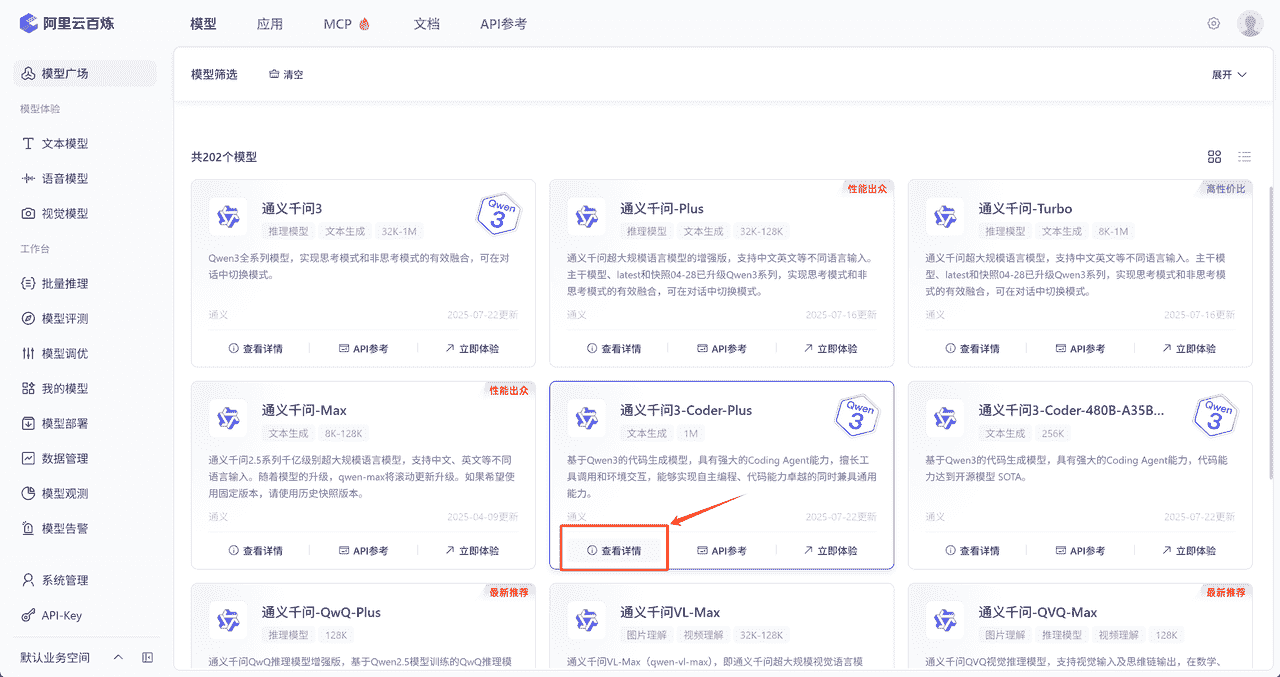 阿里云百炼
模型
应用
MCP
文档
API参考
模型广场
模型体验
文本模型
语音模型
视觉模型
工作台
批量推理
模型评测
模型调优
我的模型
模型部署
数据管理
模型观测
模型告警
系统管理
API-Key
默认业务空间
模型筛选
清空
展开
共202个模型
通义千问3
Qwen
3
推理模型 文本生成 32K-1M
Qwen3全系列模型，实现思考模式和非思考模式的有效融合，可在对
话中切换模式。
通义 2025-07-22更新
查看详情 API参考 立即体验
性能出众
通义千问-Plus
推理模型 文本生成 32K-128K
通义千问超大规模语言模型的增强版，支持中文英文等不同语言输入。
主干模型、latest和快照04-28已升级Qwen3系列，实现思考模式和非
思考模式的有效融合，可在对话中切换模式。
通义 2025-07-16更新
查看详情 API参考 立即体验
高性价比
通义千问-Turbo
推理模型 文本生成 8K-1M
通义千问超大规模语言模型，支持中文英文等不同语言输入。主干模
型、latest和快照04-28已升级Qwen3系列，实现思考模式和非思考模
式的有效融合，可在对话中切换模式。
通义 2025-07-16更新
查看详情 API参考 立即体验
性能出众
通义千问-Max
文本生成 8K-128K
通义千问2.5系列千亿级别超大规模语言模型，支持中文、英文等不同
语言输入。随着模型的升级，qwen-max将滚动更新升级。如果希望使
用固定版本，请使用历史快照版本。
通义 2025-04-09更新
查看详情 API参考 立即体验
通义千问3-Coder-Plus
Qwen
3
文本生成 1M
基于Qwen3的代码生成模型，具有强大的Coding Agent能力，擅长工
具调用和环境交互，能够实现自主编程、代码能力卓越的同时兼具通用
能力。
通义 2025-07-22更新
查看详情 API参考 立即体验
通义千问3-Coder-480B-A35B...
Qwen
3
文本生成 256K
基于Qwen3的代码生成模型，具有强大的Coding Agent能力，代码能
力达到开源模型 SOTA。
通义 2025-07-22更新
查看详情 API参考 立即体验
最新推荐
通义千问-QwQ-Plus
推理模型 128K
通义千问QwQ推理模型增强版，基于Qwen2.5模型训练的QwQ推理模
通义千问VL-Max
图片理解 视频理解 32K-128K
通义千问VL-Max（qwen-vl-max），即通义千问超大规模视觉语言模
最新推荐
通义千问-QVQ-Max
图片理解 推理模型 视频理解 128K
通义千问QVQ视觉推理模型，支持视觉输入及思维链输出，在数学、